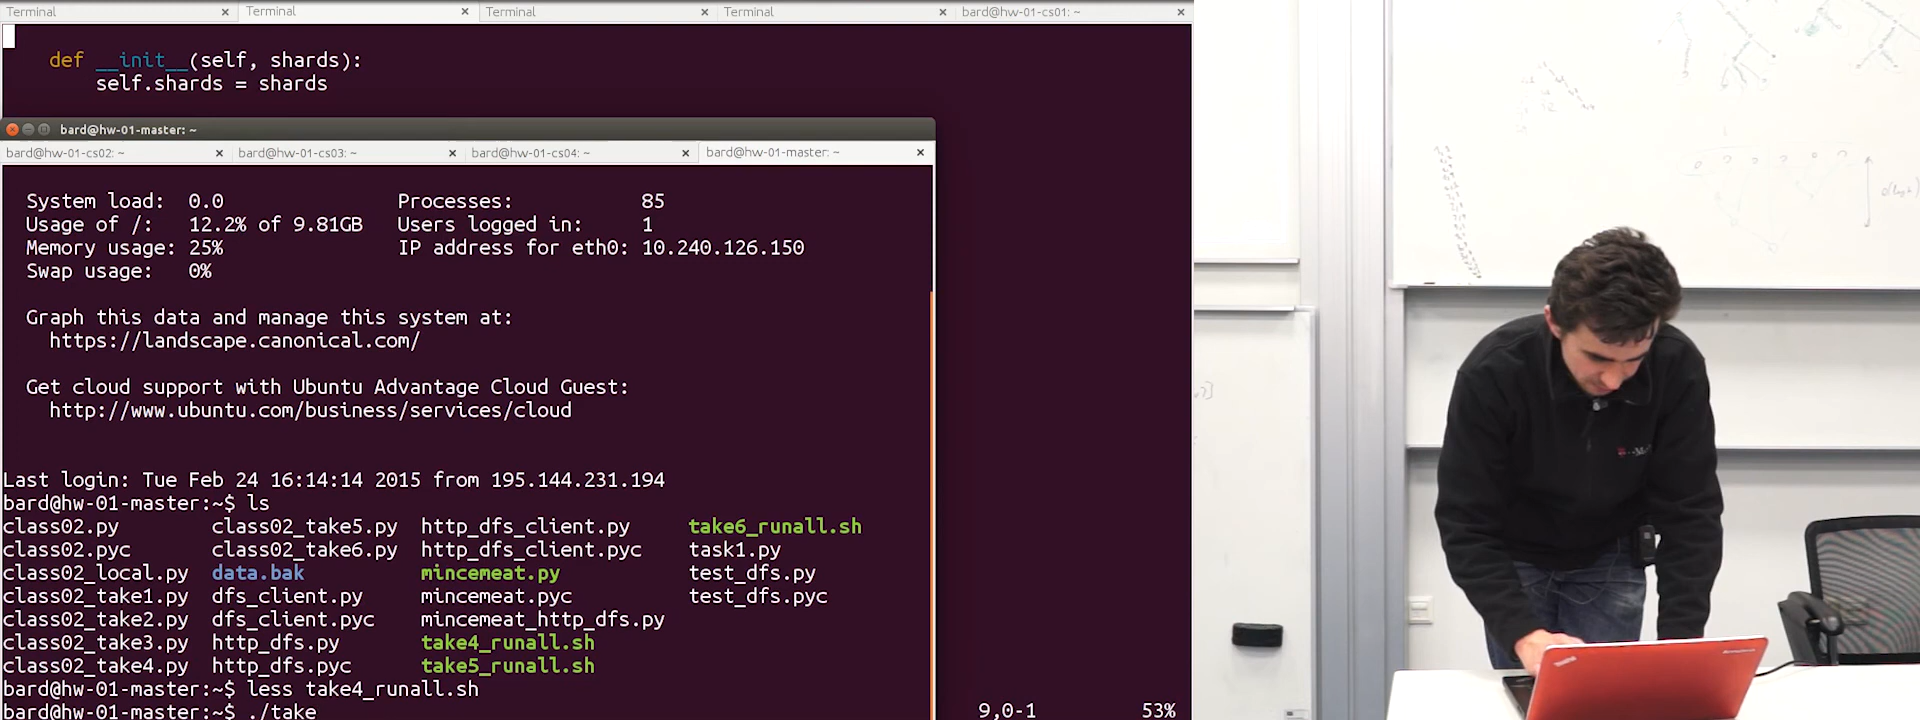 Terminal × Terminal × Terminal × Terminal × bard@hw-01-cs01: ~ ×
def __init__(self, shards):
self.shards = shards
bard@hw-01-master: ~
bard@hw-01-cs02: ~ × bard@hw-01-cs03: ~ × bard@hw-01-cs04: ~ × bard@hw-01-master: ~ ×
System load: 0.0 Processes: 85
Usage of /: 12.2% of 9.81GB Users logged in: 1
Memory usage: 25% IP address for eth0: 10.240.126.150
Swap usage: 0%
Graph this data and manage this system at:
https://landscape.canonical.com/
Get cloud support with Ubuntu Advantage Cloud Guest:
http://www.ubuntu.com/business/services/cloud
Last login: Tue Feb 24 16:14:14 2015 from 195.144.231.194
bard@hw-01-master:~$ ls
class02.py class02_take5.py http_dfs_client.py take6_runall.sh
class02.pyc class02_take6.py http_dfs_client.pyc task1.py
class02_local.py data.bak mincemeat.py test_dfs.py
class02_take1.py dfs_client.py mincemeat.pyc test_dfs.pyc
class02_take2.py dfs_client.pyc mincemeat_http_dfs.py
class02_take3.py http_dfs.py take4_runall.sh
class02_take4.py http_dfs.pyc take5_runall.sh
bard@hw-01-master:~$ less take4_runall.sh
bard@hw-01-master:~$ ./take
9,0-1 53%